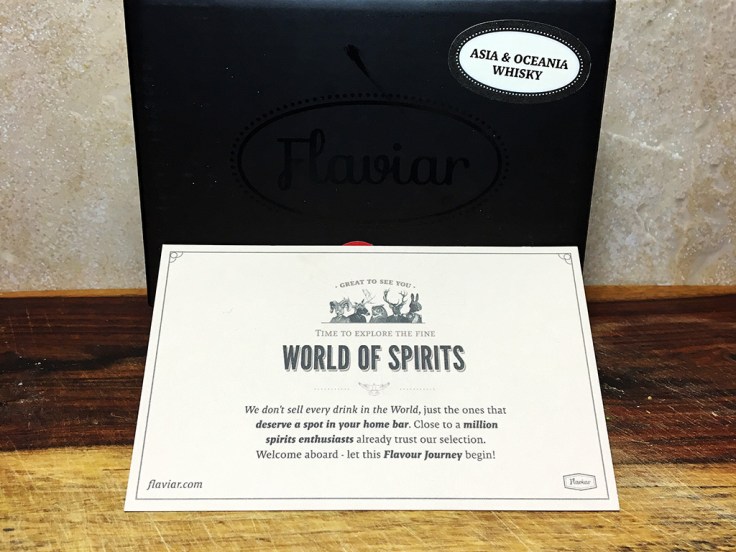 ASIA & OCEANIA
WHISKY
Flaviar
· GREAT TO SEE YOU ·
TIME TO EXPLORE THE FINE
WORLD OF SPIRITS
We don't sell every drink in the World, just the ones that
deserve a spot in your home bar. Close to a million
spirits enthusiasts already trust our selection.
Welcome aboard - let this Flavour Journey begin!
flaviar.com
Flaviar